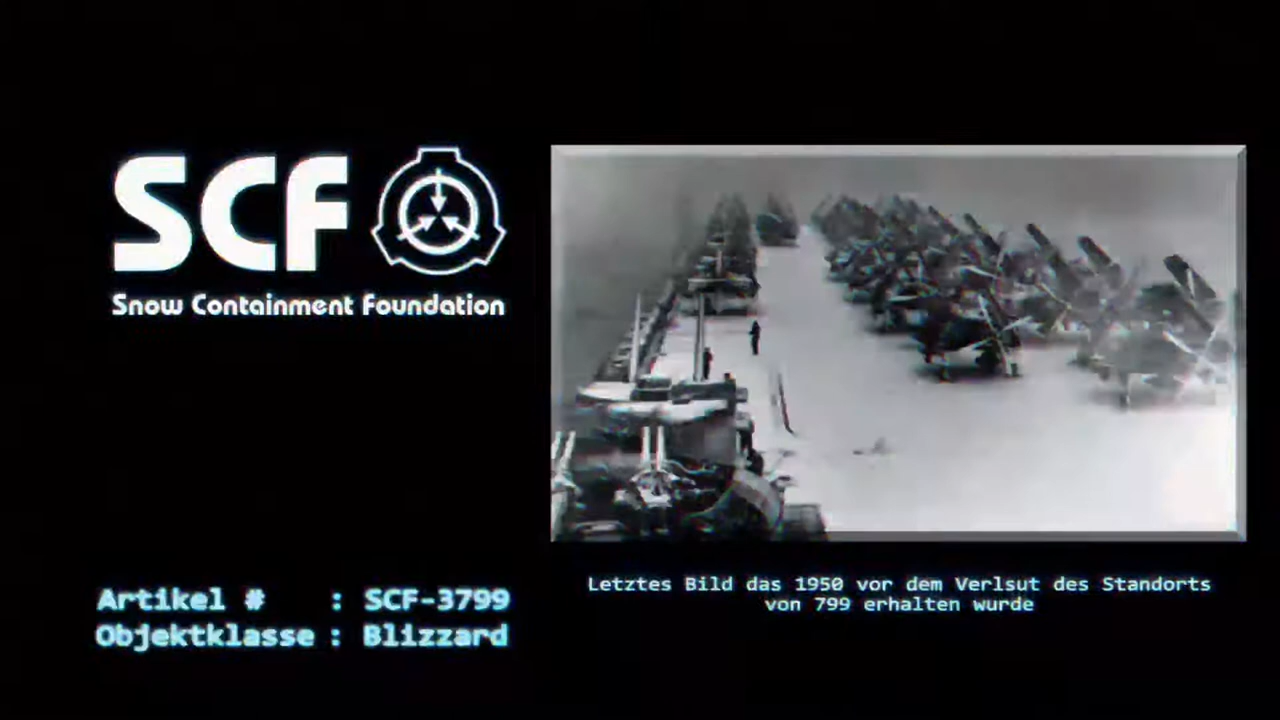 SCF
Snow Containment Foundation
Artikel # : SCF-3799
Objektklasse : Blizzard
Letztes Bild das 1950 vor dem Verlsut des Standorts
von 799 erhalten wurde